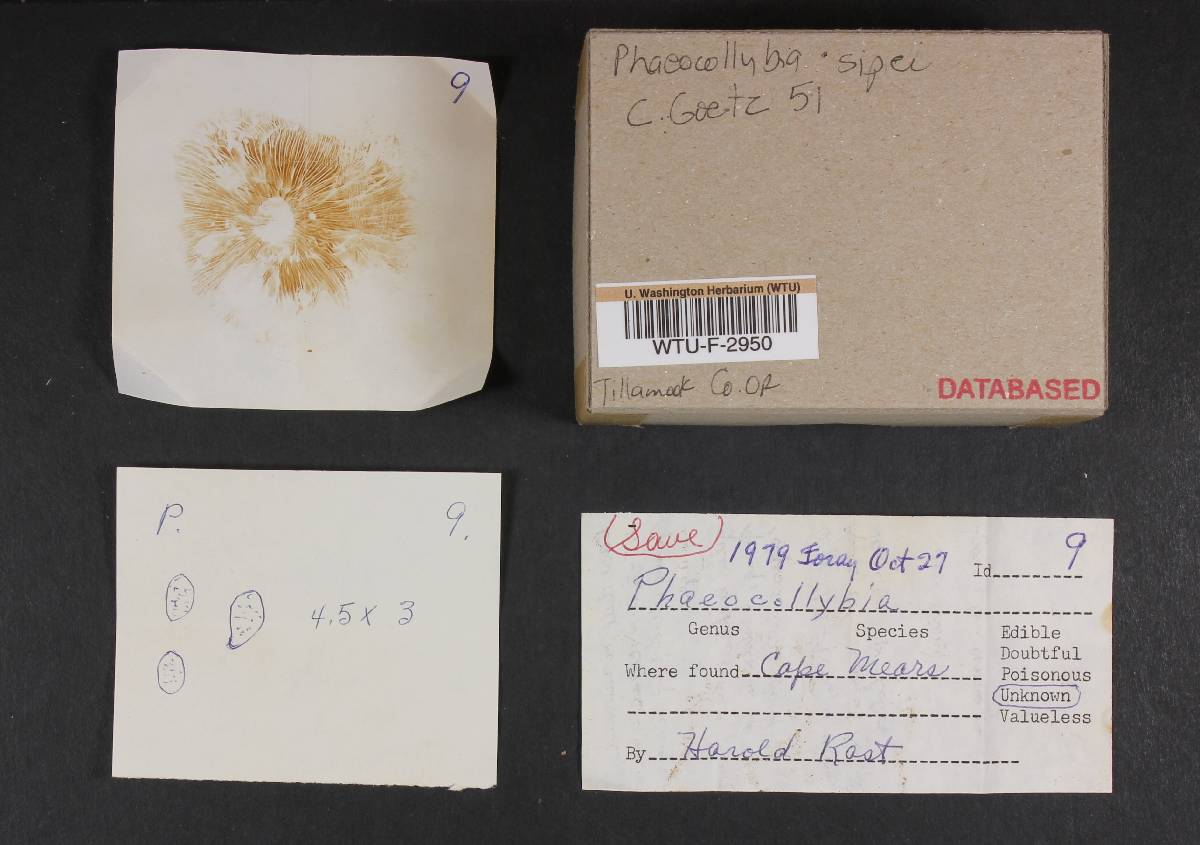 9
Phaeocollybia sipei
C. Goetz 51
U. Washington Herbarium (WTU)
WTU-F-2950
Tillamook Co. OR
DATABASED
P. 9.
4.5 x 3
(Save) 1979 Foray Oct 27 Id 9
Phaeocollybia
Genus Species
Edible
Doubtful
Poisonous
Unknown
Valueless
Where found Cape Mears
By Harold Rast